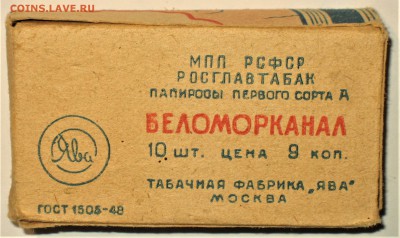 COINS.LAVE.RU
МПП РСФСР
РОСГЛАВТАБАК
ПАПИРОСЫ ПЕРВОГО СОРТА А
БЕЛОМОРКАНАЛ
Ява
10 ШТ. ЦЕНА 9 КОП.
ТАБАЧНАЯ ФАБРИКА „ЯВА"
МОСКВА
ГОСТ 1505-48